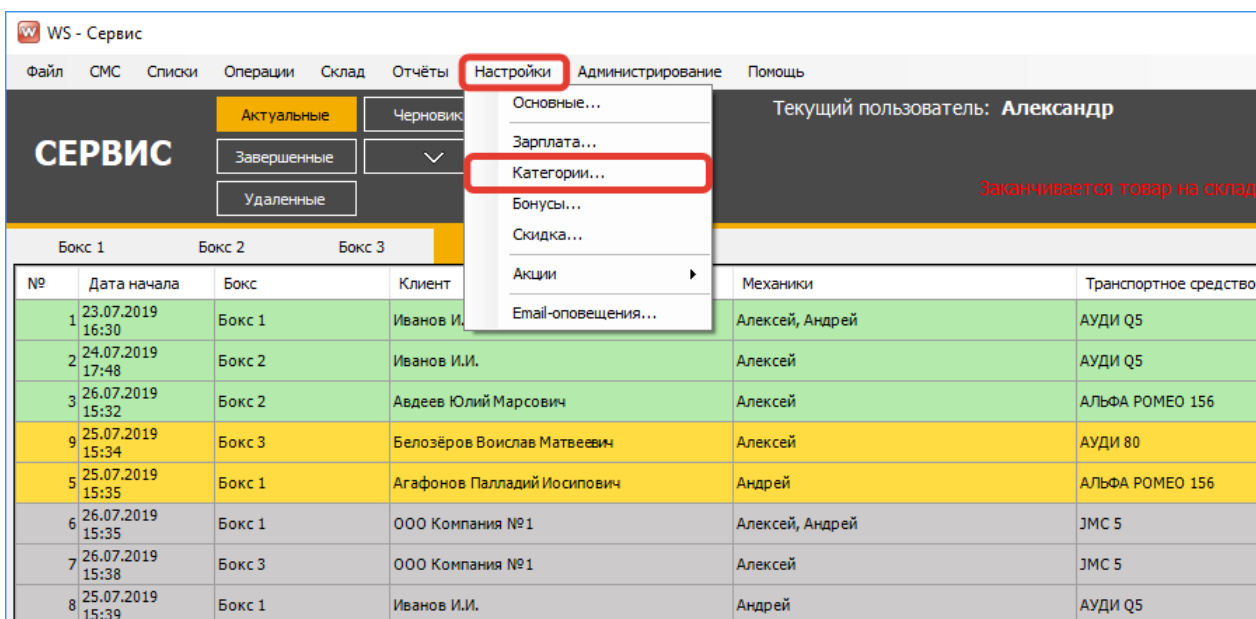 WS - Сервис
Файл СМС Списки Операции Склад Отчёты Настройки Администрирование Помощь
СЕРВИС
Актуальные
Завершенные
Удаленные
Черновик
Основные...
Зарплата...
Категории...
Бонусы...
Скидка...
Акции
Email-оповещения...
Текущий пользователь: Александр
Заканчивается товар на склад
Бокс 1 Бокс 2 Бокс 3
№ Дата начала Бокс Клиент Механики Транспортное средство
1 23.07.2019 16:30 Бокс 1 Иванов И. Алексей, Андрей АУДИ Q5
2 24.07.2019 17:48 Бокс 2 Иванов И.И. Алексей АУДИ Q5
3 26.07.2019 15:32 Бокс 2 Авдеев Юлий Марсович Алексей АЛЬФА РОМЕО 156
9 25.07.2019 15:34 Бокс 3 Белозёров Воислав Матвеевич Алексей АУДИ 80
5 25.07.2019 15:35 Бокс 1 Агафонов Палладий Иосипович Андрей АЛЬФА РОМЕО 156
6 26.07.2019 15:35 Бокс 1 ООО Компания №1 Алексей, Андрей JMC 5
7 26.07.2019 15:38 Бокс 3 ООО Компания №1 Алексей JMC 5
8 25.07.2019 15:39 Бокс 1 Иванов И.И. Андрей АУДИ Q5